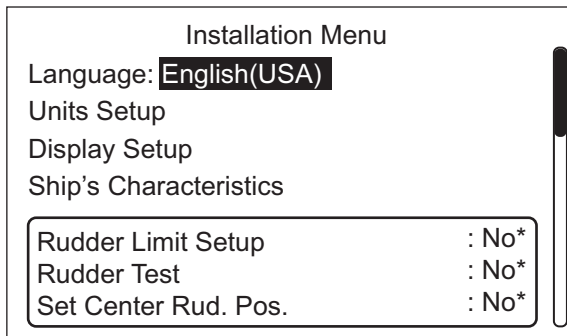 Installation Menu
Language: English(USA)
Units Setup
Display Setup
Ship's Characteristics
Rudder Limit Setup : No*
Rudder Test : No*
Set Center Rud. Pos. : No*